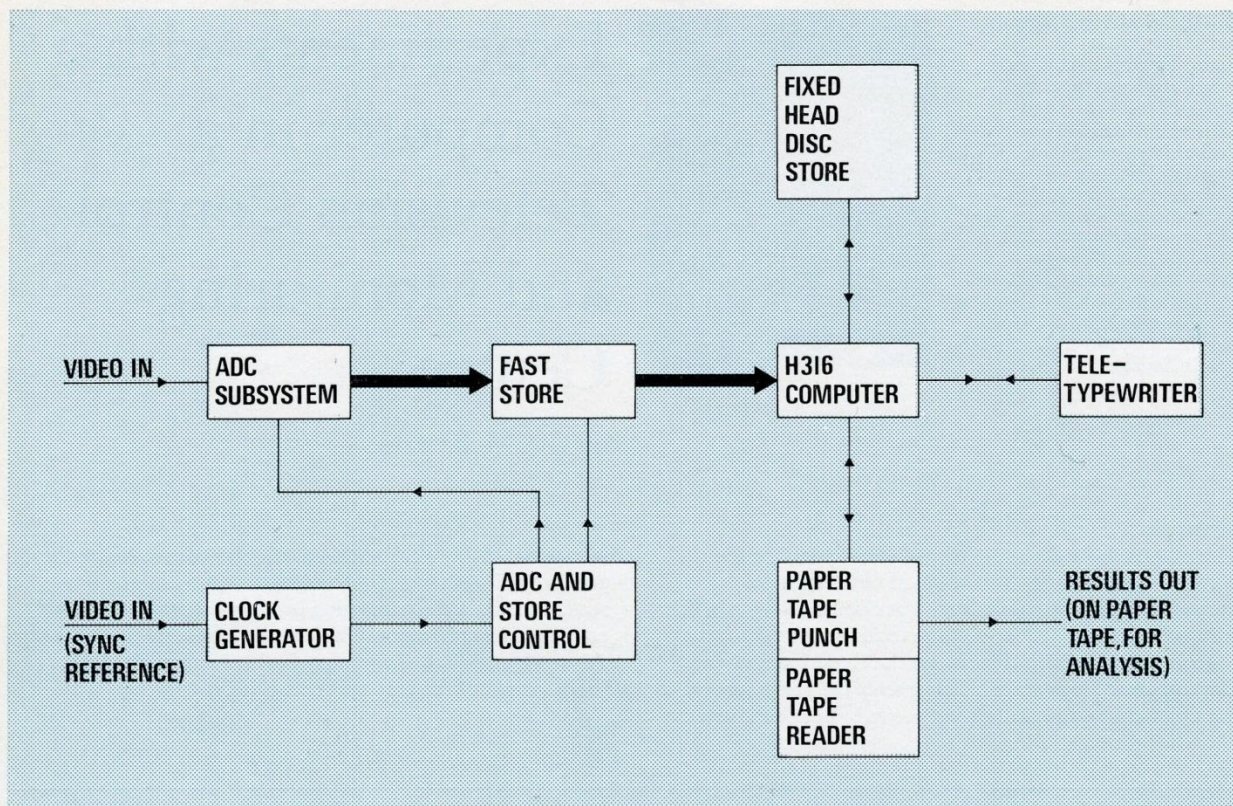 FIXED
HEAD
DISC
STORE
VIDEO IN
ADC
SUBSYSTEM
FAST
STORE
H316
COMPUTER
TELE-
TYPEWRITER
VIDEO IN
(SYNC
REFERENCE)
CLOCK
GENERATOR
ADC AND
STORE
CONTROL
PAPER
TAPE
PUNCH
PAPER
TAPE
READER
RESULTS OUT
(ON PAPER
TAPE, FOR
ANALYSIS)